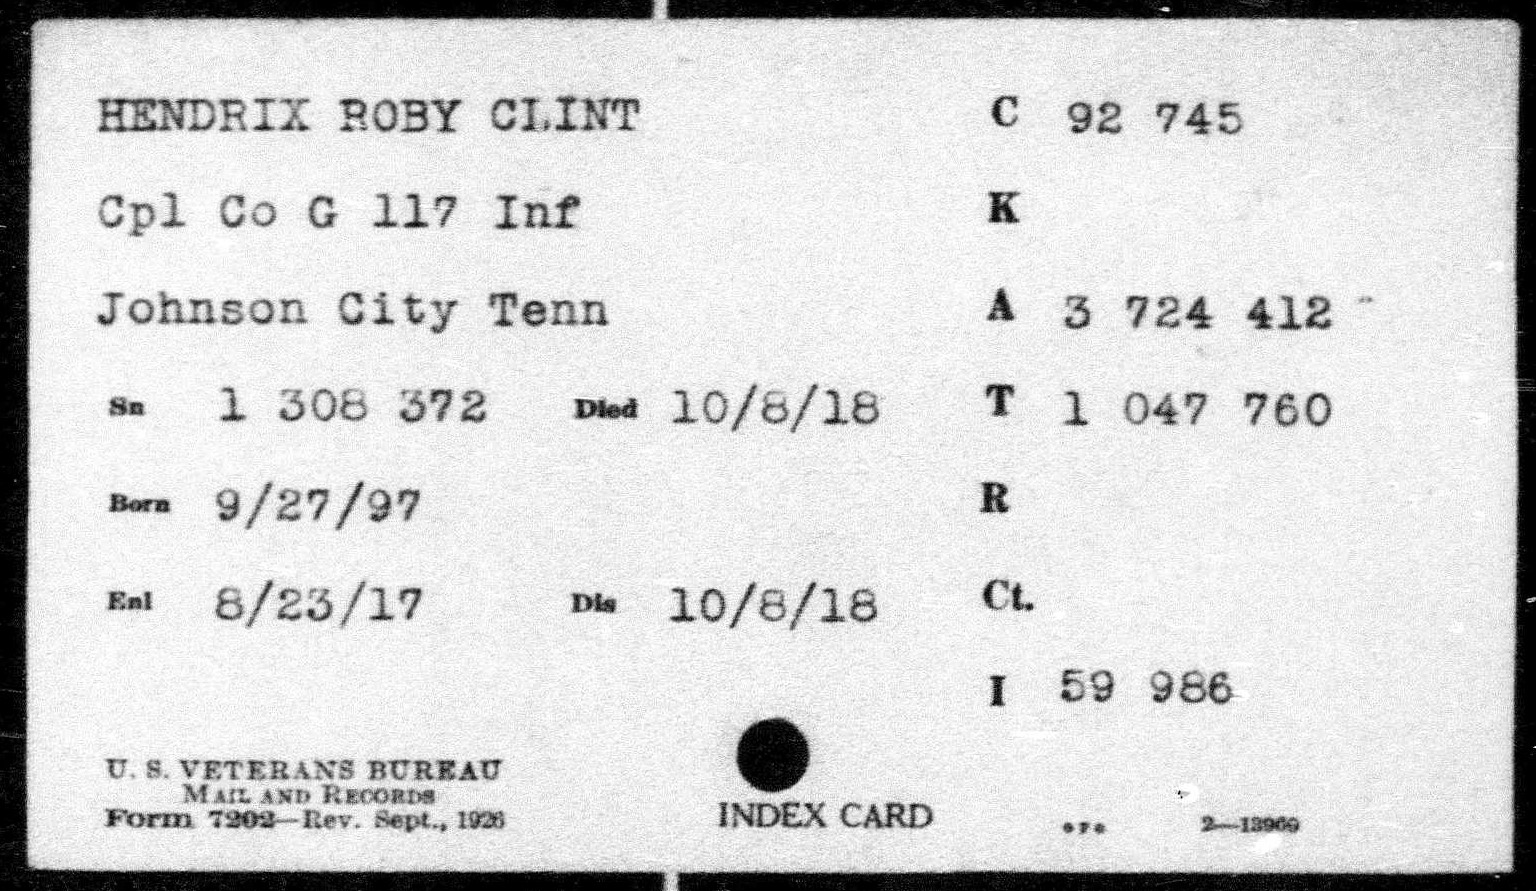 HENDRIX ROBY CLINT C 92 745
Cpl Co G 117 Inf K
Johnson City Tenn A 3 724 412
Sn 1 308 372 Died 10/8/18 T 1 047 760
Born 9/27/97 R
Enl 8/23/17 Dis 10/8/18 Ct.
I 59 986
U. S. VETERANS BUREAU
MAIL AND RECORDS
Form 7202—Rev. Sept., 1926
INDEX CARD
GPO 2—13969